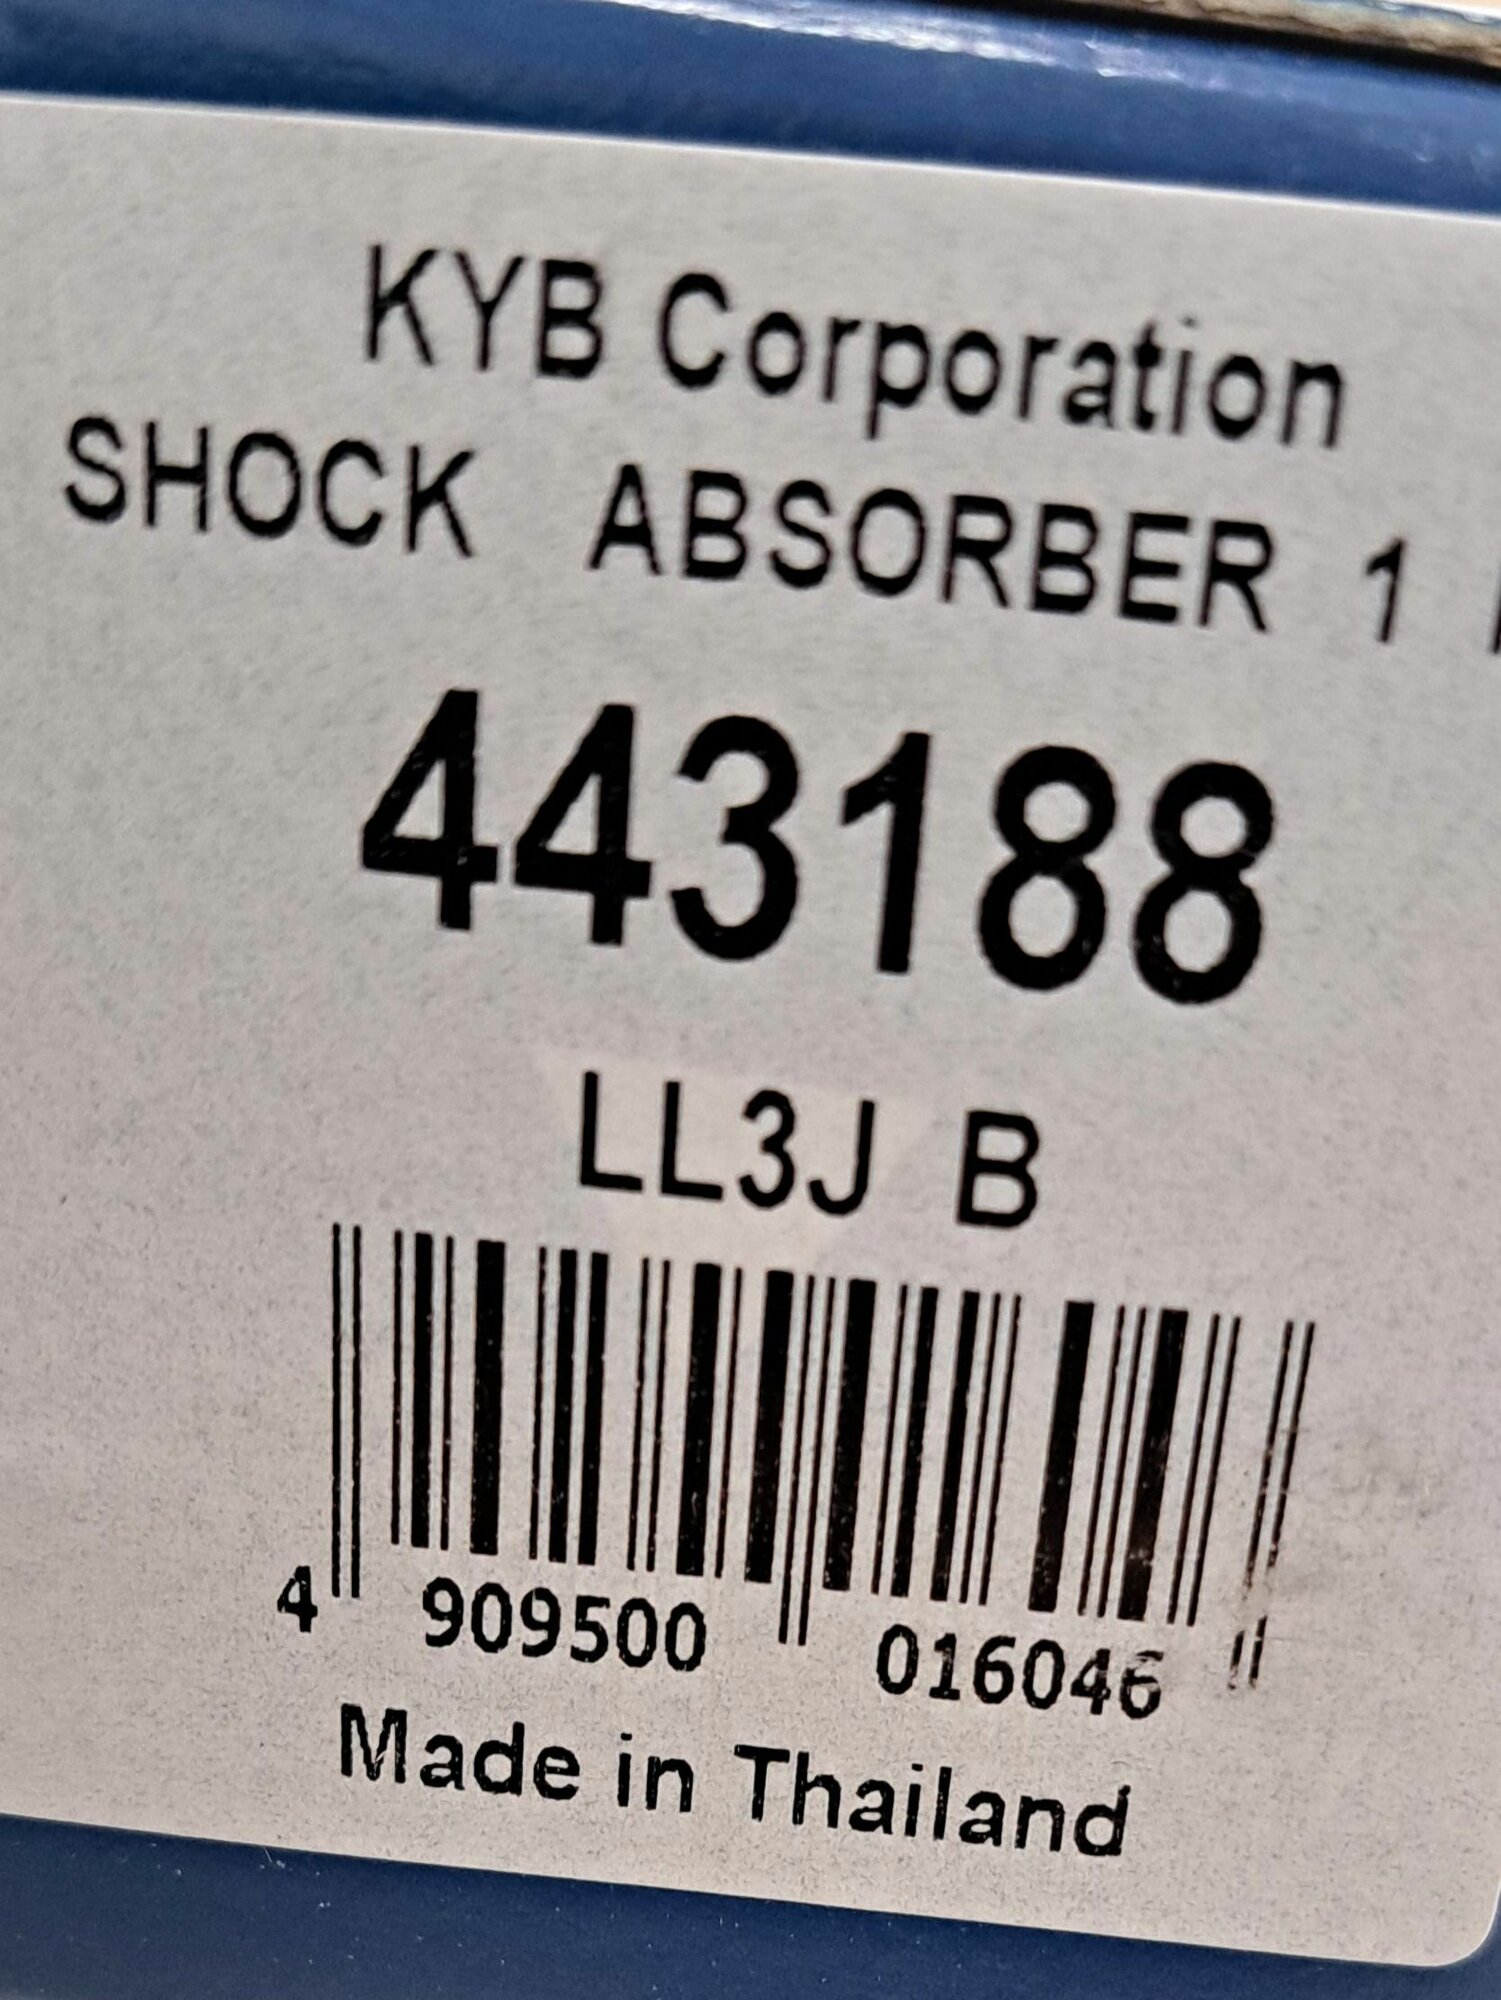 KYB Corporation
SHOCK ABSORBER 1
443188
LL3J B
4 909500 016046
Made in Thailand